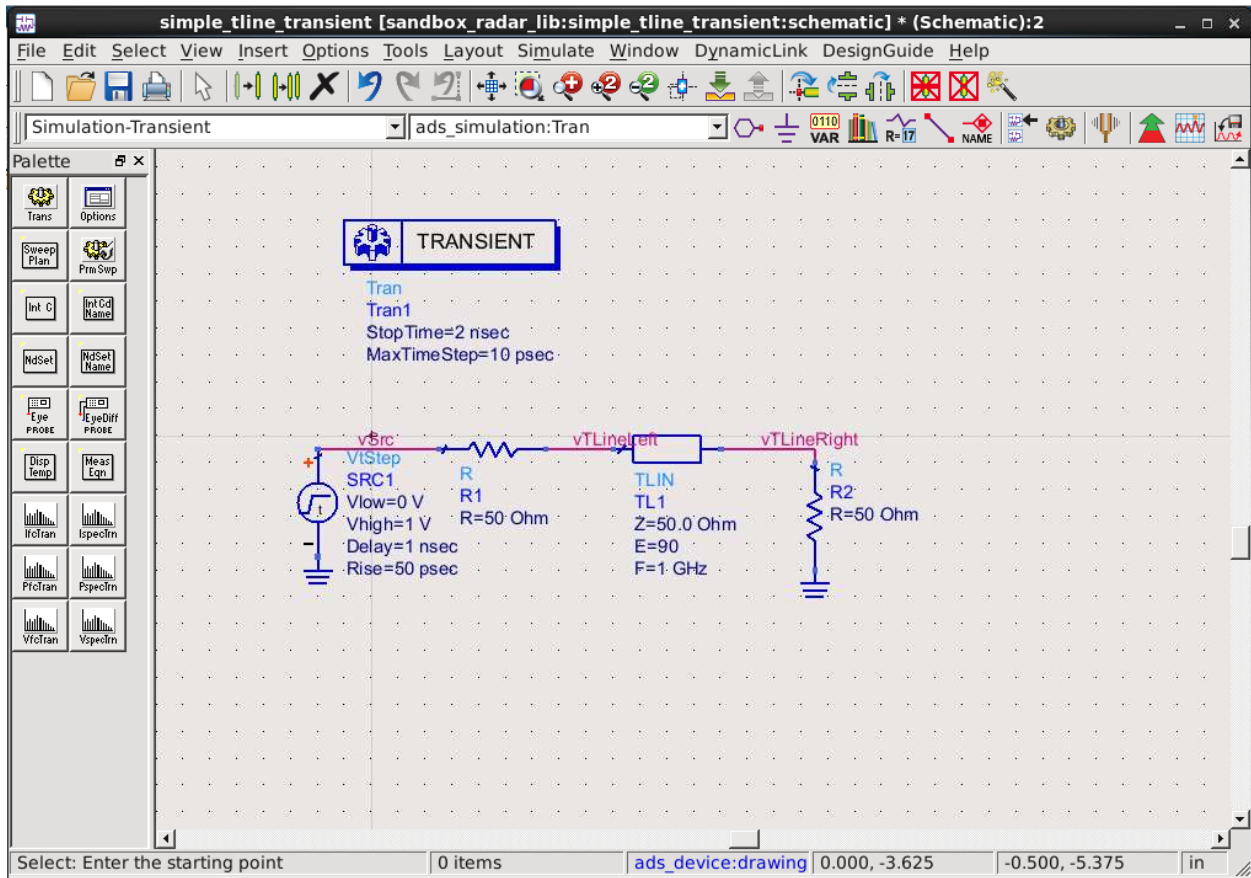 simple_tline_transient [sandbox_radar_lib:simple_tline_transient:schematic] * (Schematic):2
File Edit Select View Insert Options Tools Layout Simulate Window DynamicLink DesignGuide Help
+2 -2
Simulation-Transient ads_simulation:Tran 0110 VAR R=17 NAME
Palette
Trans Options
Sweep Plan Prm Swp
Int C Int Cd Name
NdSet NdSet Name
Eye PROBE EyeDiff PROBE
Disp Temp Meas Eqn
IfcTran IspecTrn
PfcTran PspecTrn
VfcTran VspecTrn
TRANSIENT
Tran
Tran1
StopTime=2 nsec
MaxTimeStep=10 psec
vSrc vTLineLeft vTLineRight
+
VtStep
SRC1
Vlow=0 V
Vhigh=1 V
Delay=1 nsec
Rise=50 psec
t
-
R
R1
R=50 Ohm
TLIN
TL1
Z=50.0 Ohm
E=90
F=1 GHz
R
R2
R=50 Ohm
Select: Enter the starting point 0 items ads_device:drawing 0.000, -3.625 -0.500, -5.375 in